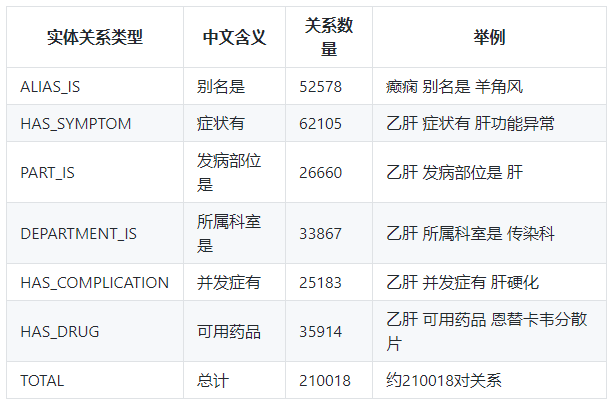 实体关系类型 中文含义 关系数量 举例
ALIAS_IS 别名是 52578 癫痫 别名是 羊角风
HAS_SYMPTOM 症状有 62105 乙肝 症状有 肝功能异常
PART_IS 发病部位是 26660 乙肝 发病部位是 肝
DEPARTMENT_IS 所属科室是 33867 乙肝 所属科室是 传染科
HAS_COMPLICATION 并发症有 25183 乙肝 并发症有 肝硬化
HAS_DRUG 可用药品 35914 乙肝 可用药品 恩替卡韦分散片
TOTAL 总计 210018 约210018对关系